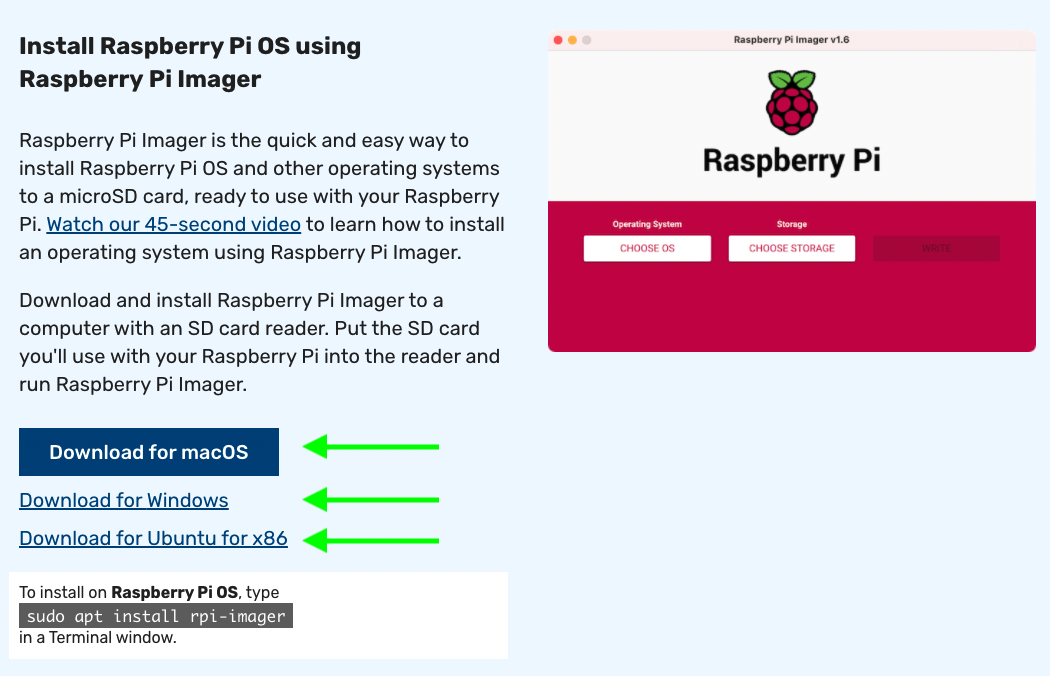 Install Raspberry Pi OS using
Raspberry Pi Imager
Raspberry Pi Imager is the quick and easy way to
install Raspberry Pi OS and other operating systems
to a microSD card, ready to use with your Raspberry
Pi. Watch our 45-second video to learn how to install
an operating system using Raspberry Pi Imager.
Download and install Raspberry Pi Imager to a
computer with an SD card reader. Put the SD card
you'll use with your Raspberry Pi into the reader and
run Raspberry Pi Imager.
Download for macOS
Download for Windows
Download for Ubuntu for x86
To install on Raspberry Pi OS, type
sudo apt install rpi-imager
in a Terminal window.
Raspberry Pi Imager v1.6
Raspberry Pi
Operating System
Storage
CHOOSE OS
CHOOSE STORAGE
WRITE